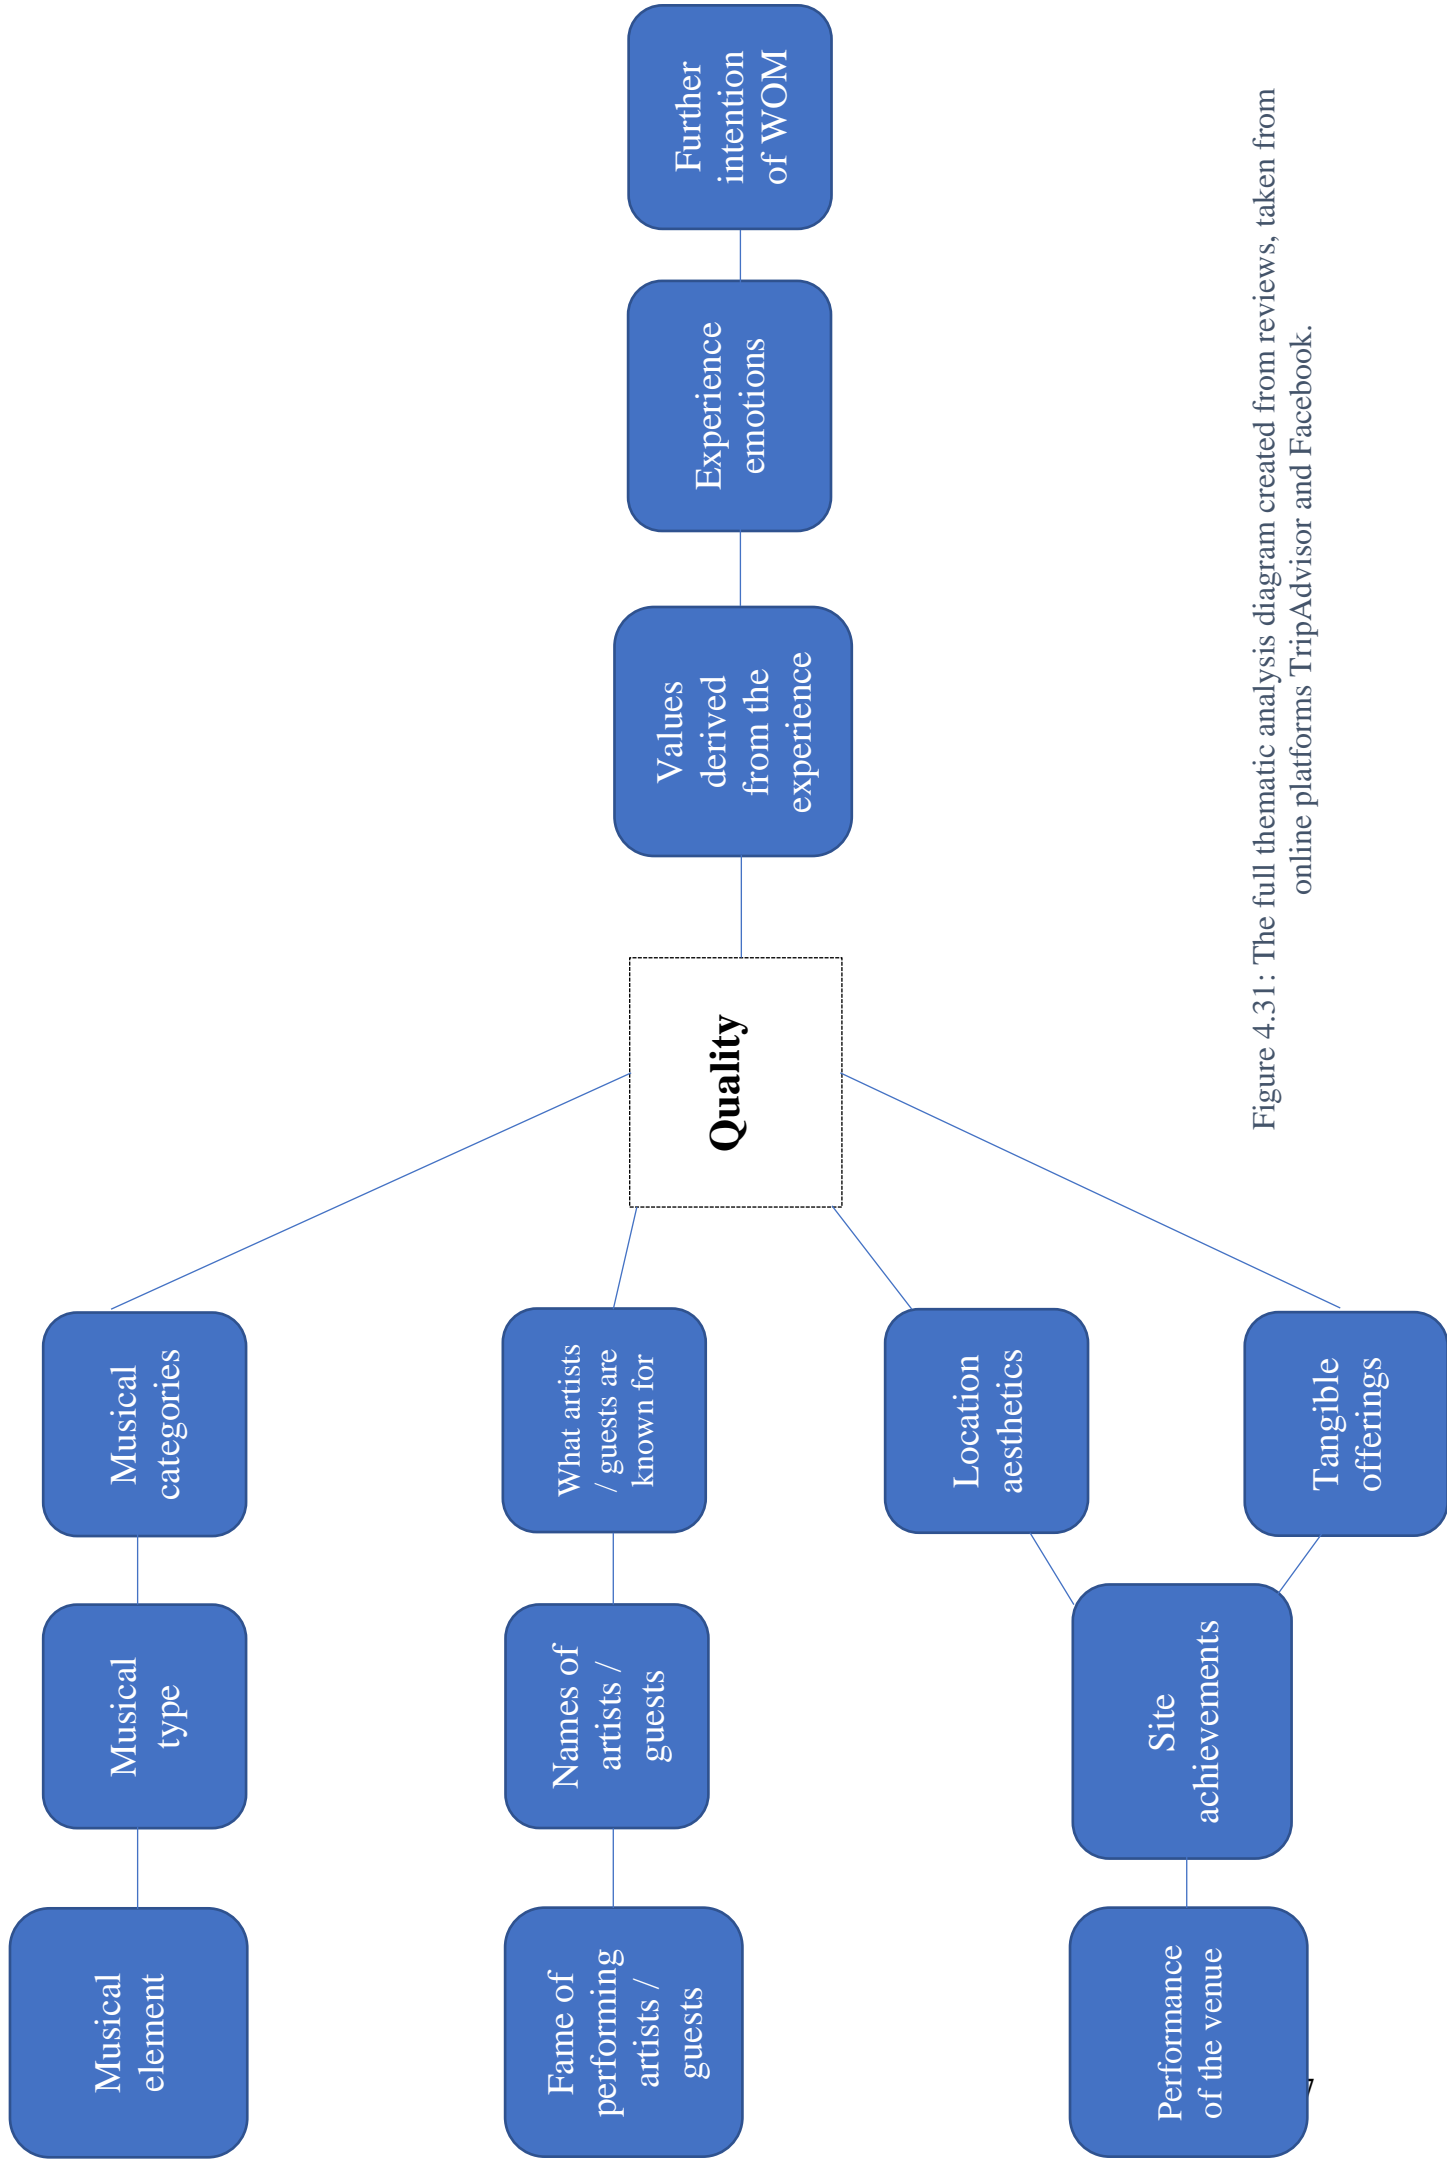 Musical
element
Musical
type
Musical
categories
Fame of
performing
artists /
guests
Names of
artists /
guests
What artists
/ guests are
known for
Performance
of the venue
Site
achievements
Location
aesthetics
Tangible
offerings
Quality
Values
derived
from the
experience
Experience
emotions
Further
intention
of WOM
Figure 4.31: The full thematic analysis diagram created from reviews, taken from
online platforms TripAdvisor and Facebook.